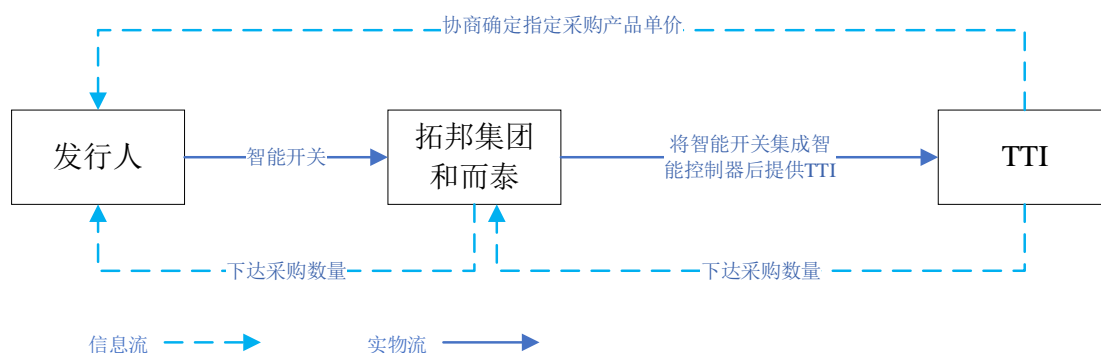 协商确定指定采购产品单价
发行人
智能开关
拓邦集团
和而泰
将智能开关集成智
能控制器后提供TTI
TTI
下达采购数量
下达采购数量
信息流
实物流